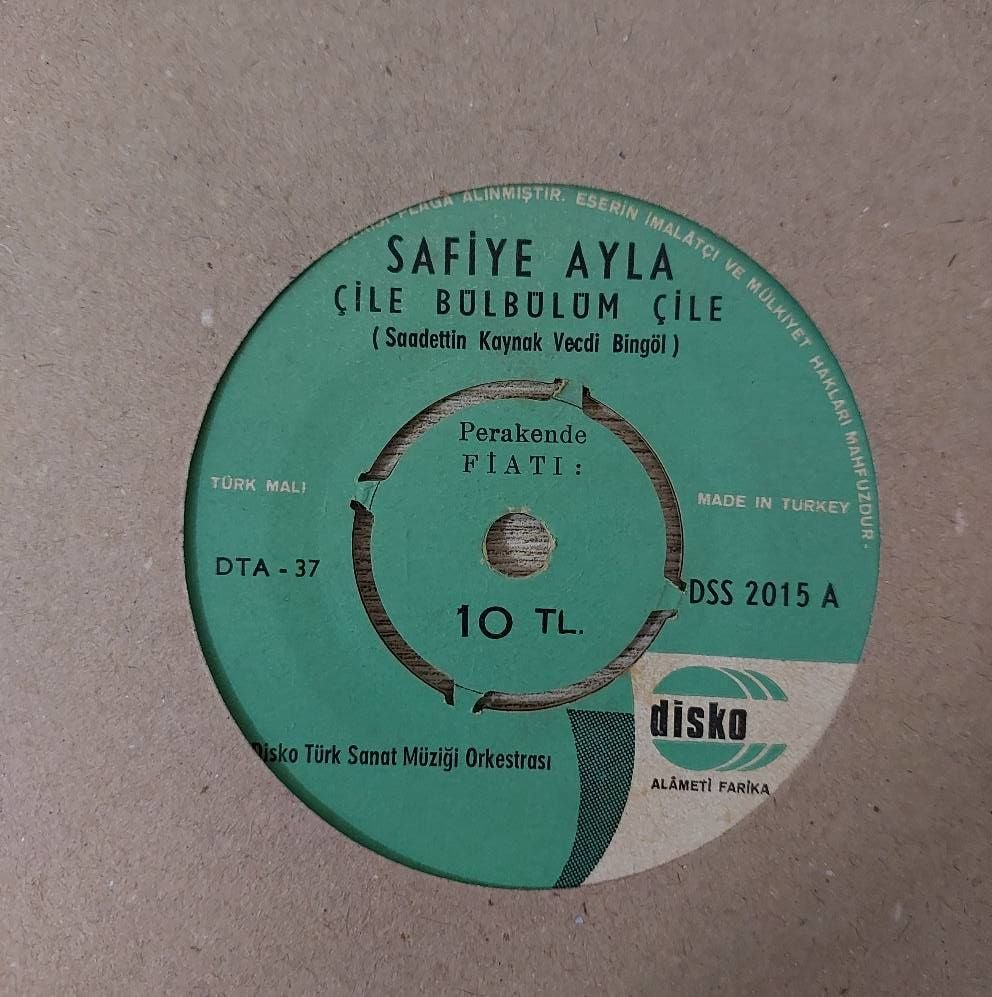 PLAĞA ALINMIŞTIR. ESERİN İMALÂTÇI VE MÜLKİYET HAKLARI MAHFUZDUR.
SAFİYE AYLA
ÇİLE BÜLBÜLÜM ÇİLE
(Saadettin Kaynak Vecdi Bingöl)
Perakende
FİATI:
TÜRK MALI
MADE IN TURKEY
DTA - 37
DSS 2015 A
10 TL.
disko
Disko Türk Sanat Müziği Orkestrası
ALÂMETİ FARİKA